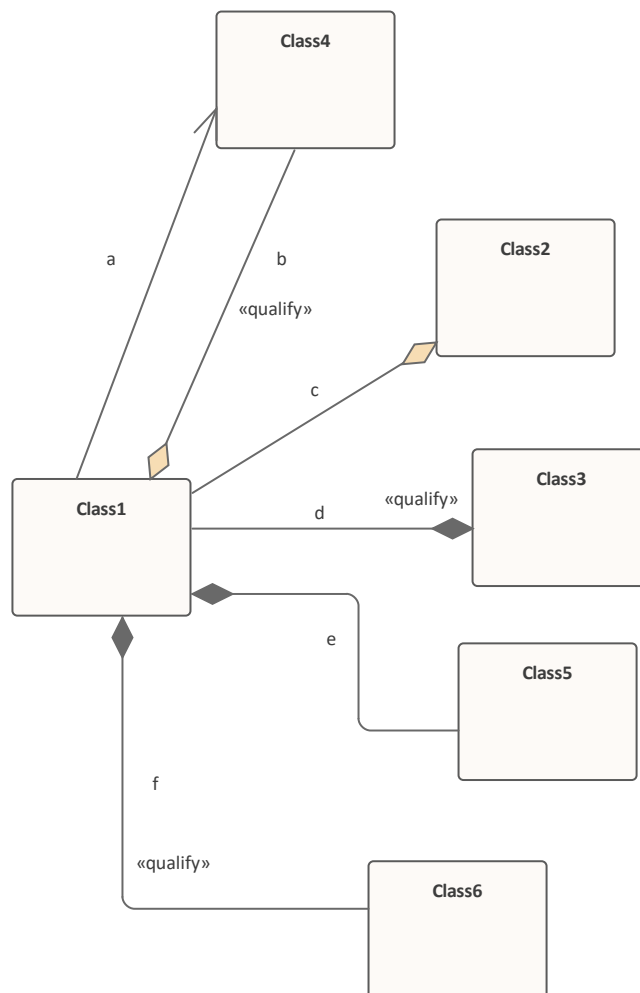 Class4
a
b
«qualify»
Class2
c
Class3
«qualify»
d
Class1
e
Class5
f
«qualify»
Class6